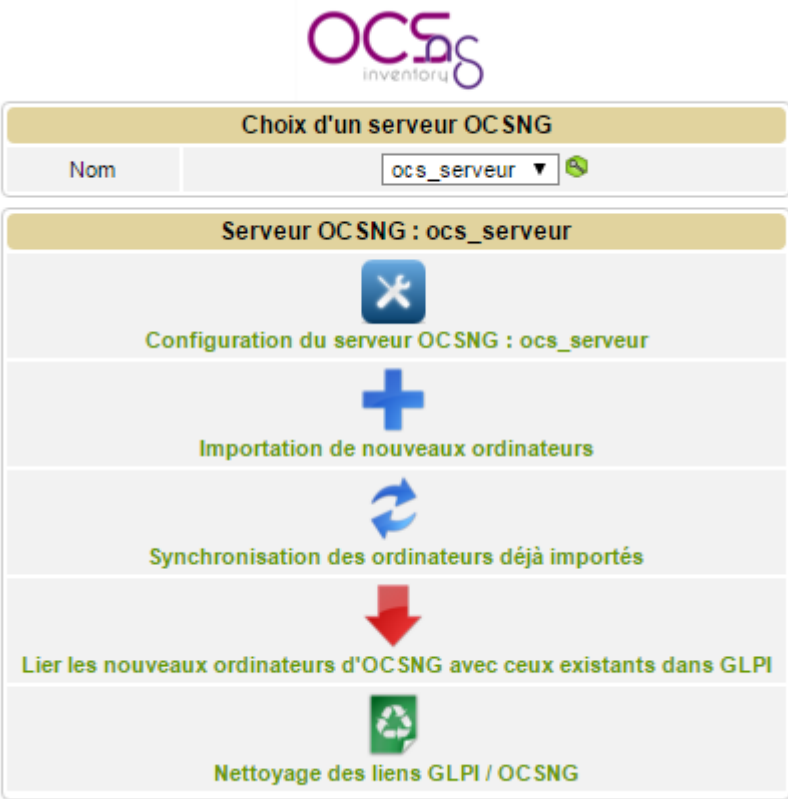 OCSng
inventory
Choix d'un serveur OCSNG
Nom ocs_serveur
Serveur OCSNG : ocs_serveur
Configuration du serveur OCSNG : ocs_serveur
Importation de nouveaux ordinateurs
Synchronisation des ordinateurs déjà importés
Lier les nouveaux ordinateurs d'OCSNG avec ceux existants dans GLPI
Nettoyage des liens GLPI / OCSNG